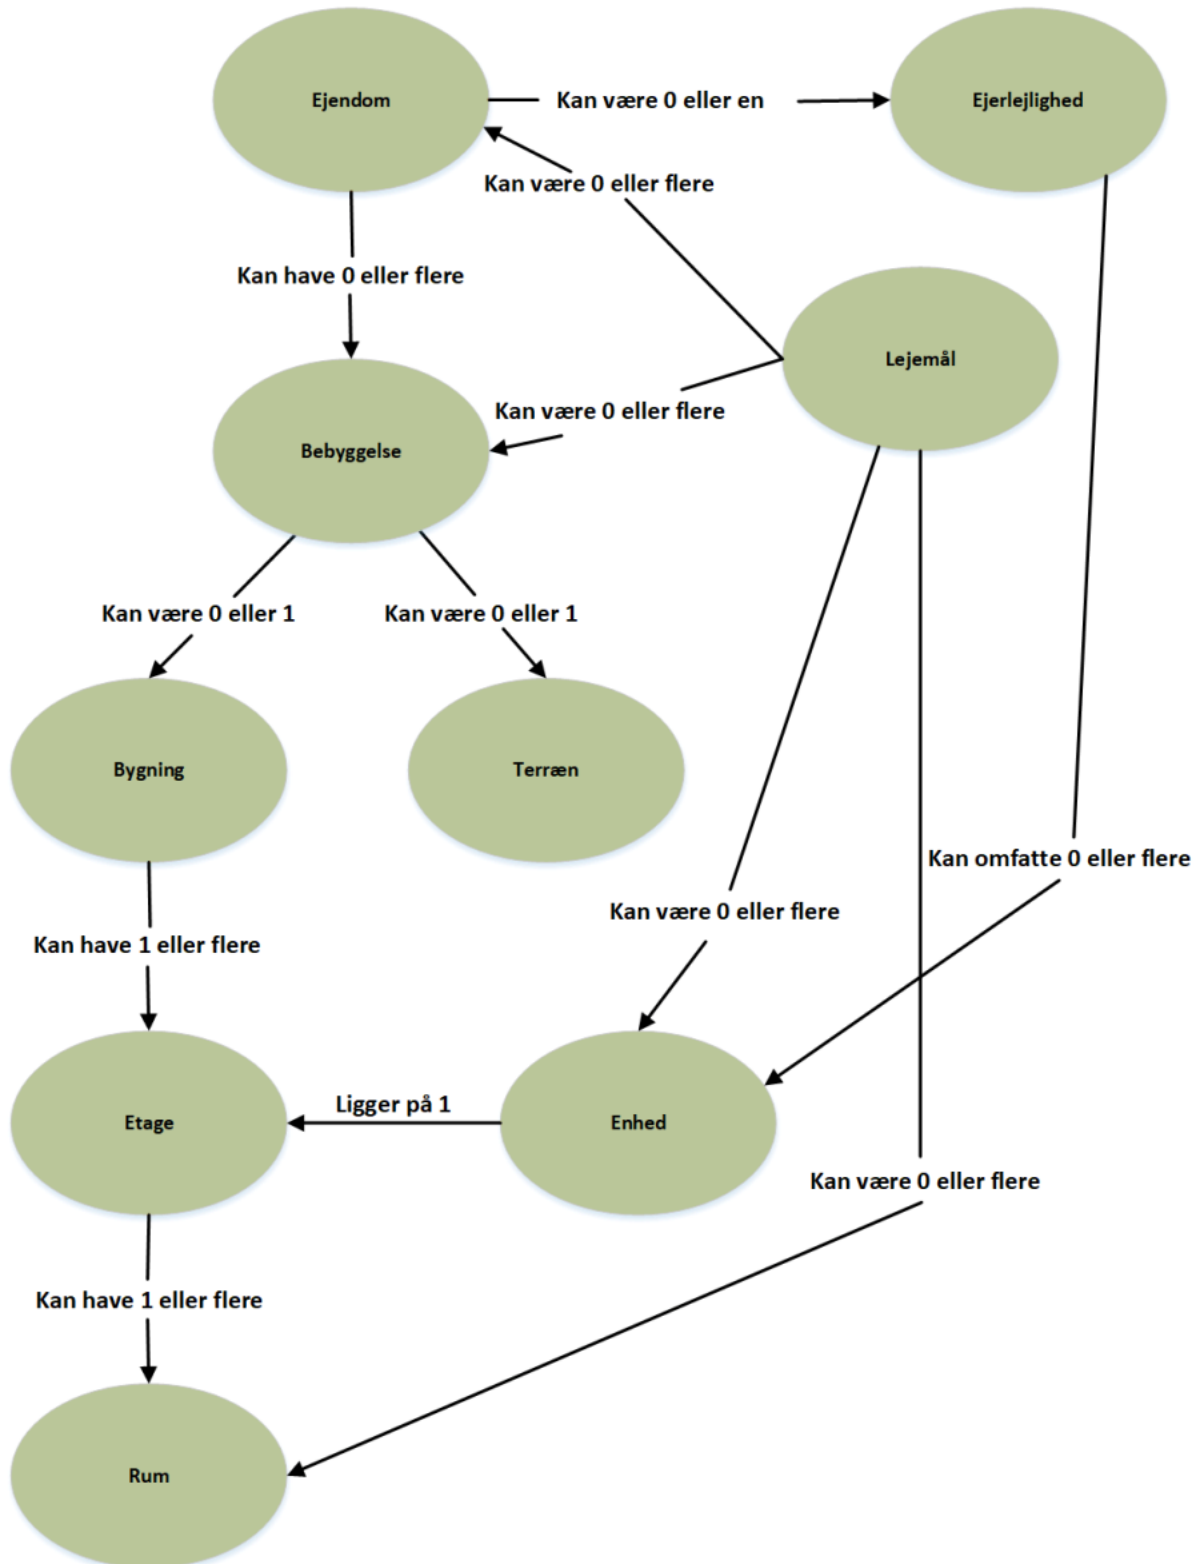 Ejendom
Kan være 0 eller en
Ejerlejlighed
Kan være 0 eller flere
Kan have 0 eller flere
Lejemål
Kan være 0 eller flere
Bebyggelse
Kan være 0 eller 1
Kan være 0 eller 1
Bygning
Terræn
Kan omfatte 0 eller flere
Kan være 0 eller flere
Kan have 1 eller flere
Ligger på 1
Etage
Enhed
Kan være 0 eller flere
Kan have 1 eller flere
Rum